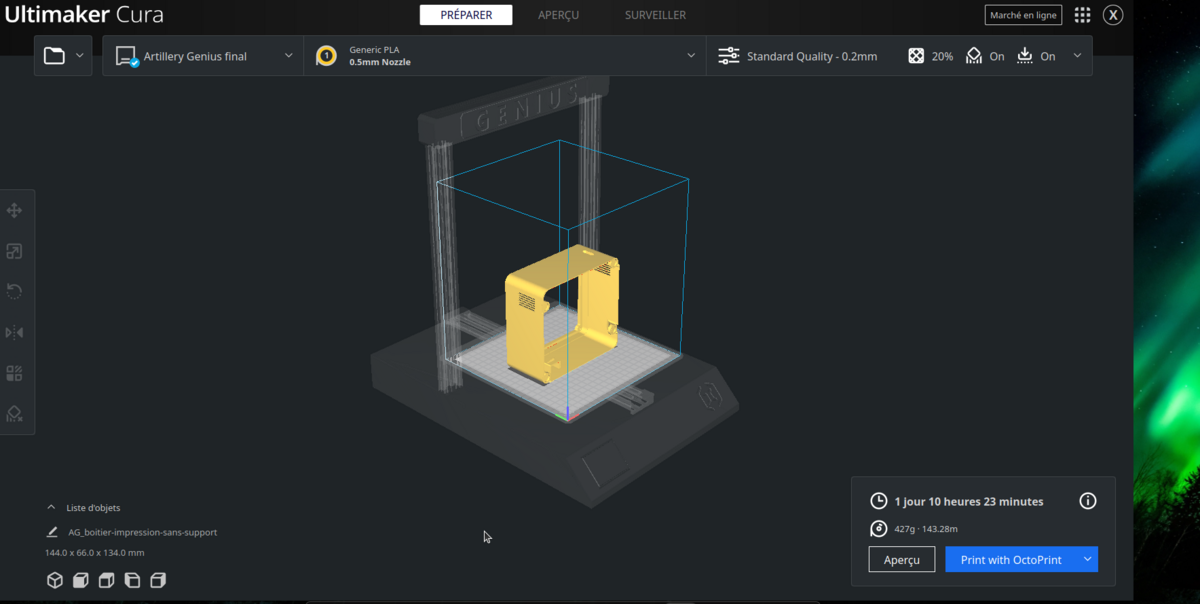 Ultimaker Cura
PRÉPARER
APERÇU
SURVEILLER
Marché en ligne
X
Artillery Genius final
1
Generic PLA
0.5mm Nozzle
Standard Quality - 0.2mm
20%
On
On
GENIUS
Liste d'objets
AG_boitier-impression-sans-support
144.0 x 66.0 x 134.0 mm
1 jour 10 heures 23 minutes
427g · 143.28m
Aperçu
Print with OctoPrint